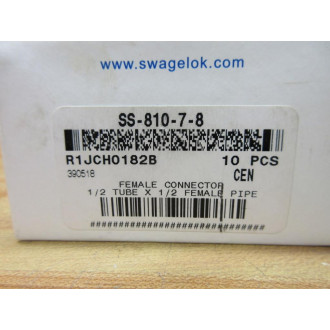 www.swagelok.com
SS-810-7-8
R1JCH0182B 10 PCS
390518 CEN
FEMALE CONNECTOR
1/2 TUBE X 1/2 FEMALE PIPE